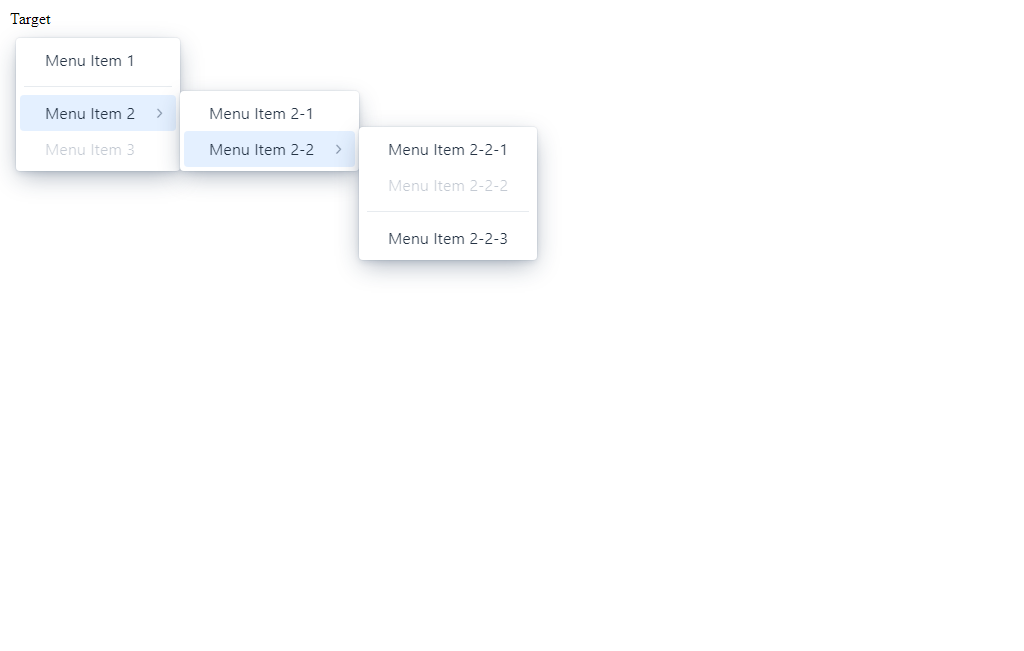 Target
Menu Item 1
Menu Item 2
Menu Item 3
Menu Item 2-1
Menu Item 2-2
Menu Item 2-2-1
Menu Item 2-2-2
Menu Item 2-2-3